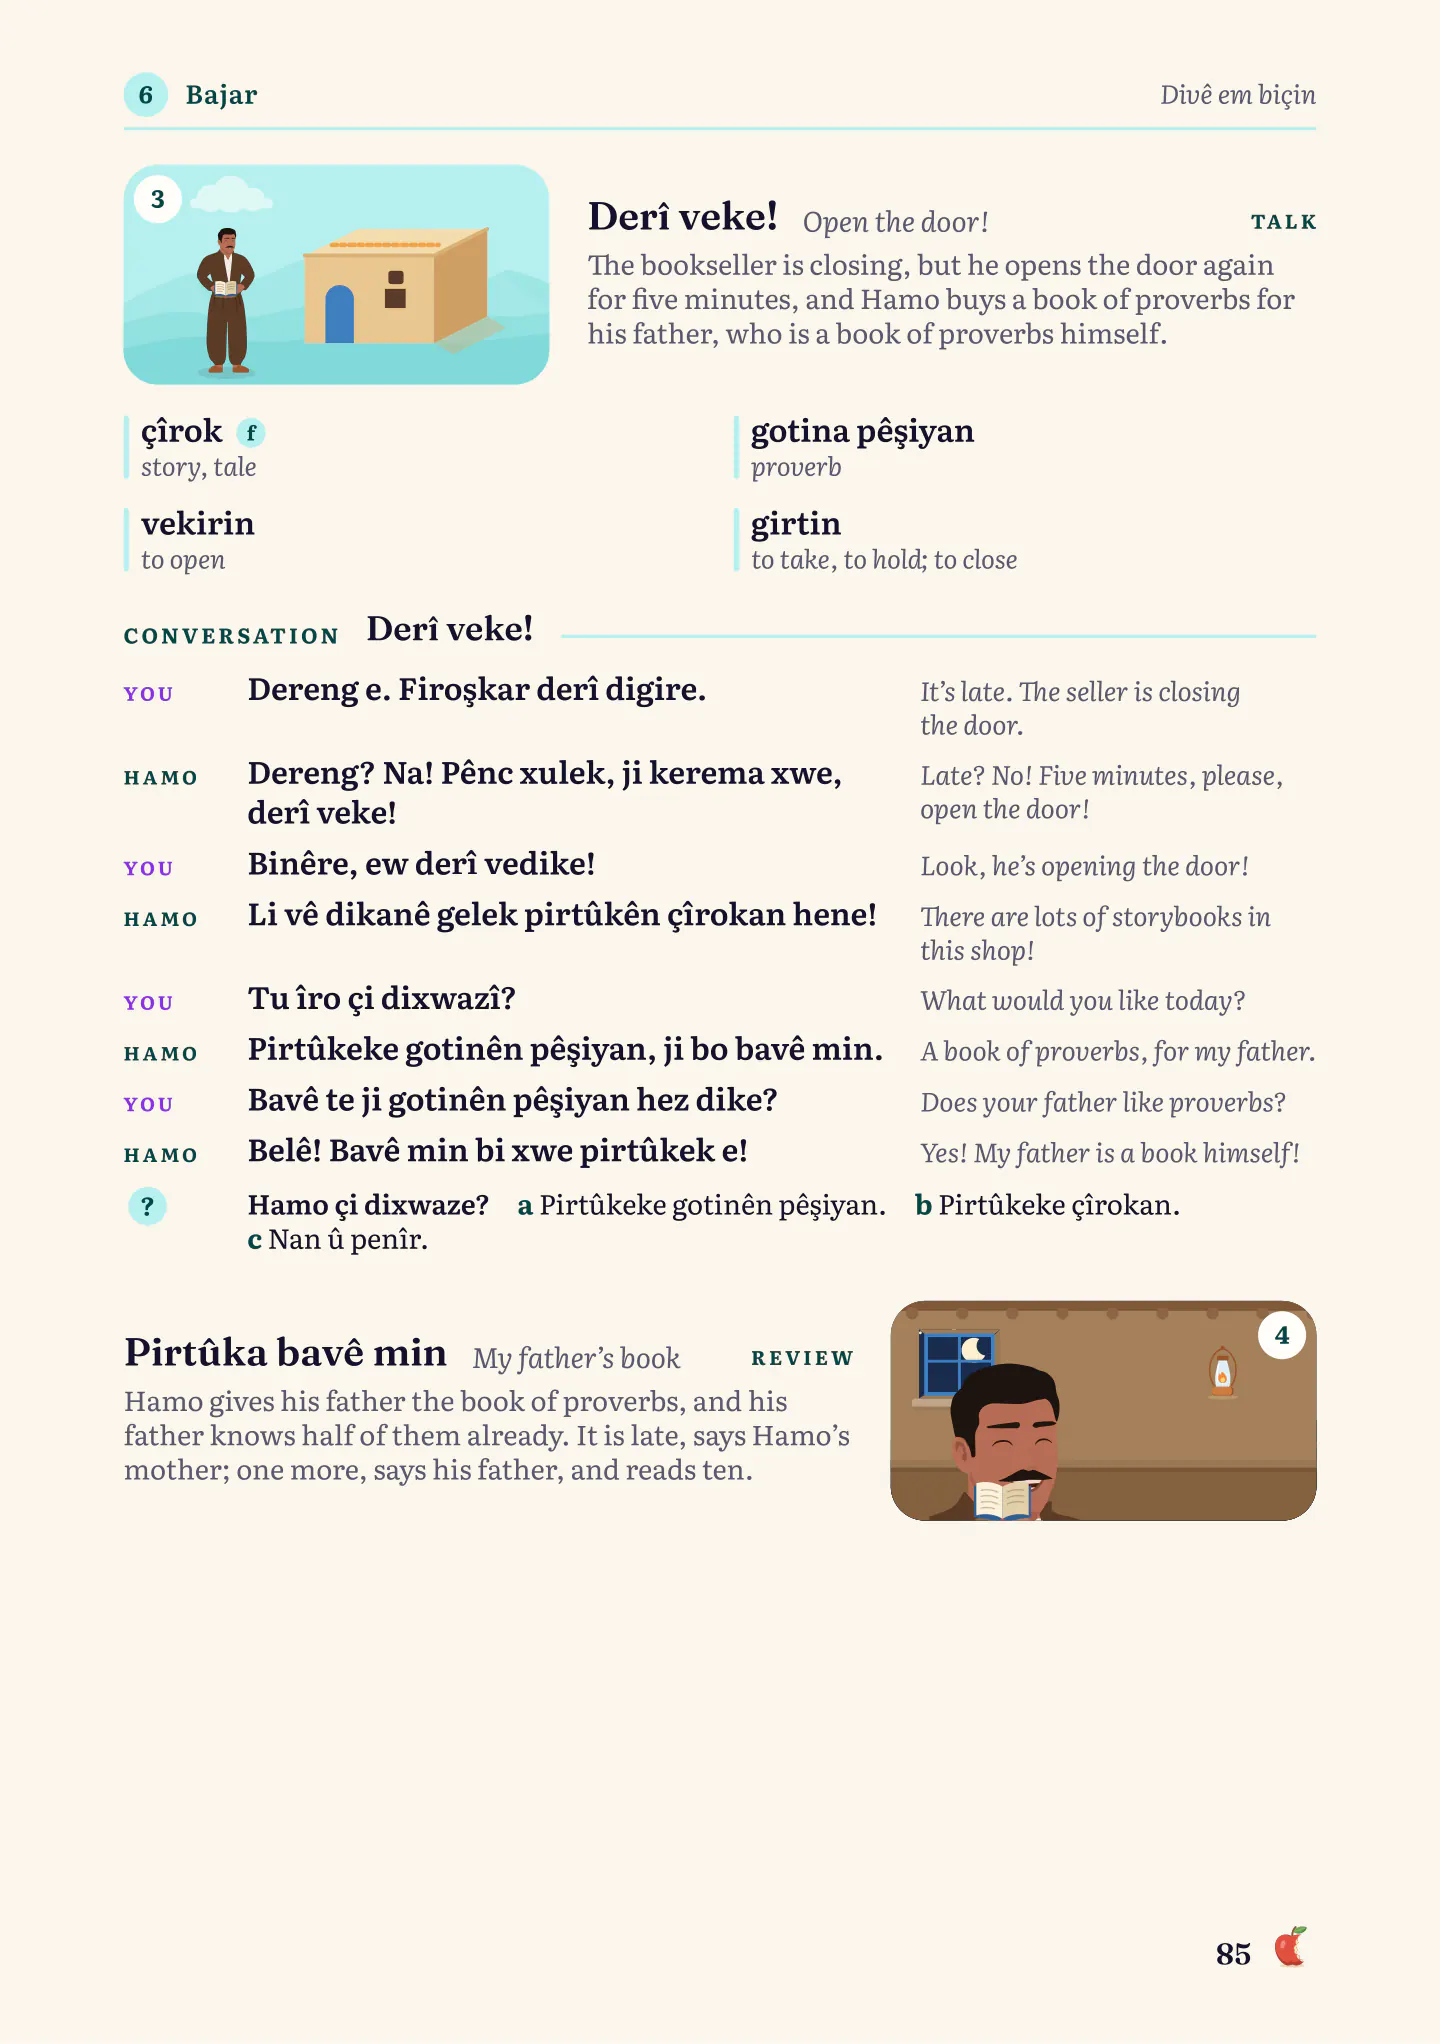 6 Bajar
Divê em biçin
3
Derî veke! Open the door! TALK
The bookseller is closing, but he opens the door again
for five minutes, and Hamo buys a book of proverbs for
his father, who is a book of proverbs himself.
çîrok f
story, tale
gotina pêşiyan
proverb
vekirin
to open
girtin
to take, to hold; to close
CONVERSATION Derî veke!
YOU Dereng e. Firoşkar derî digire. It’s late. The seller is closing
the door.
HAMO Dereng? Na! Pênc xulek, ji kerema xwe, Late? No! Five minutes, please,
derî veke! open the door!
YOU Binêre, ew derî vedike! Look, he’s opening the door!
HAMO Li vê dikanê gelek pirtûkên çîrokan hene! There are lots of storybooks in
this shop!
YOU Tu îro çi dixwazî? What would you like today?
HAMO Pirtûkeke gotinên pêşiyan, ji bo bavê min. A book of proverbs, for my father.
YOU Bavê te ji gotinên pêşiyan hez dike? Does your father like proverbs?
HAMO Belê! Bavê min bi xwe pirtûkek e! Yes! My father is a book himself!
? Hamo çi dixwaze? a Pirtûkeke gotinên pêşiyan. b Pirtûkeke çîrokan.
c Nan û penîr.
Pirtûka bavê min My father’s book REVIEW
Hamo gives his father the book of proverbs, and his
father knows half of them already. It is late, says Hamo’s
mother; one more, says his father, and reads ten.
4
85